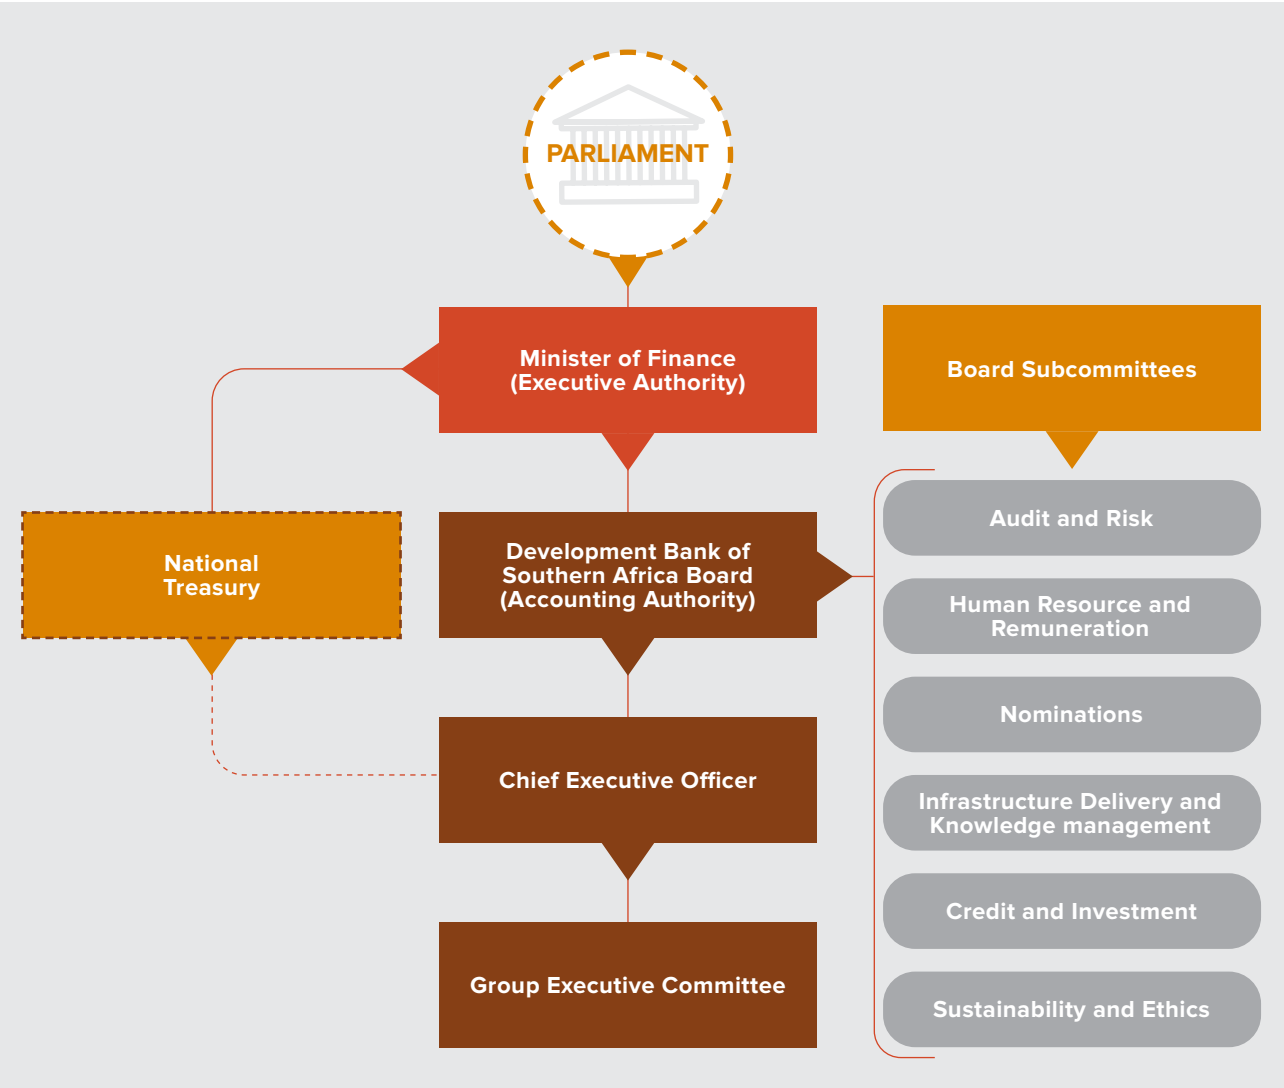 PARLIAMENT
Minister of Finance
(Executive Authority)
Board Subcommittees
National
Treasury
Development Bank of
Southern Africa Board
(Accounting Authority)
Chief Executive Officer
Group Executive Committee
Audit and Risk
Human Resource and
Remuneration
Nominations
Infrastructure Delivery and
Knowledge management
Credit and Investment
Sustainability and Ethics